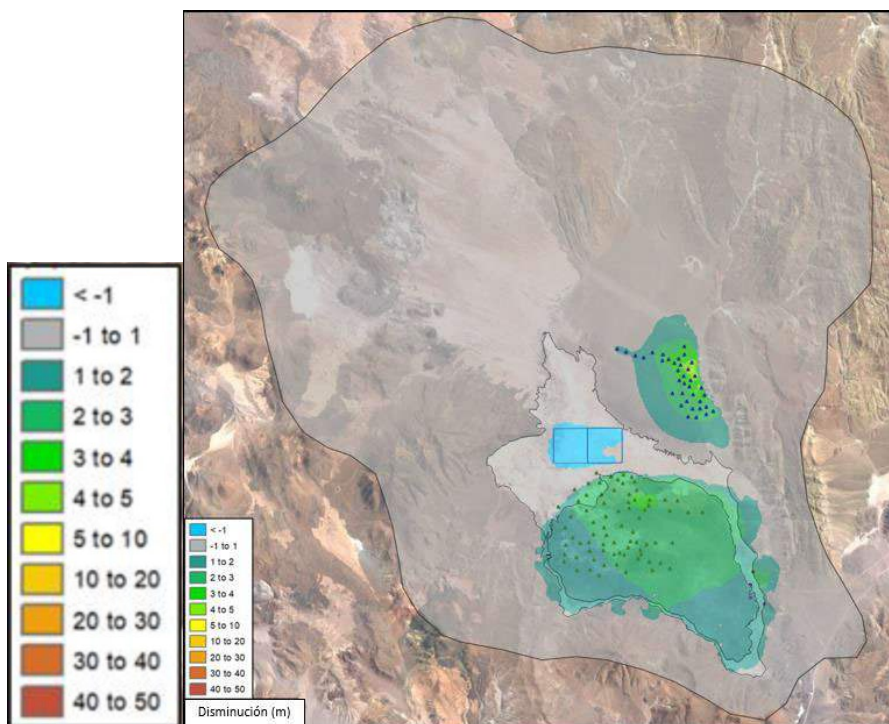 < -1
-1 to 1
1 to 2
2 to 3
3 to 4
4 to 5
5 to 10
10 to 20
20 to 30
30 to 40
40 to 50
< -1
-1 to 1
1 to 2
2 to 3
3 to 4
4 to 5
5 to 10
10 to 20
20 to 30
30 to 40
40 to 50
Disminución (m)